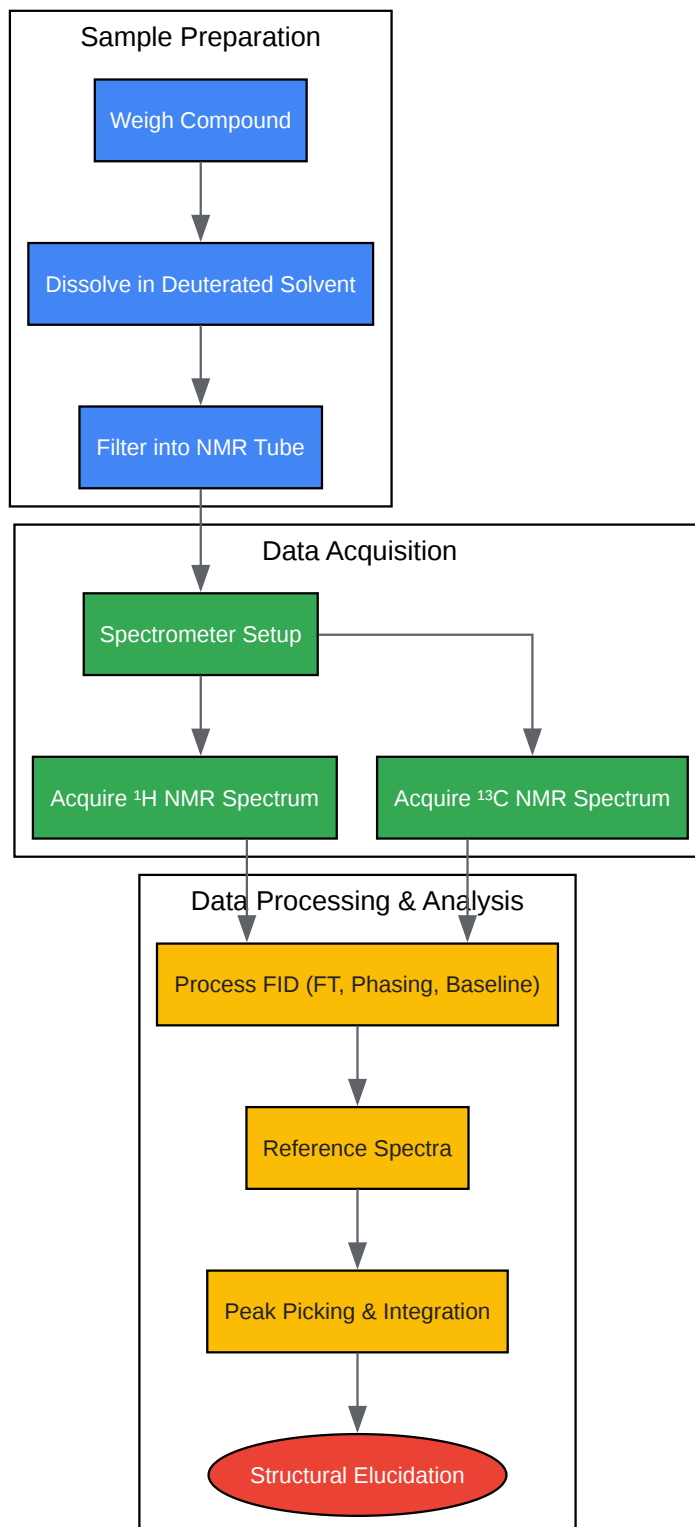 Sample Preparation
Weigh Compound
Dissolve in Deuterated Solvent
Filter into NMR Tube
Data Acquisition
Spectrometer Setup
Acquire ¹H NMR Spectrum
Acquire ¹³C NMR Spectrum
Data Processing & Analysis
Process FID (FT, Phasing, Baseline)
Reference Spectra
Peak Picking & Integration
Structural Elucidation